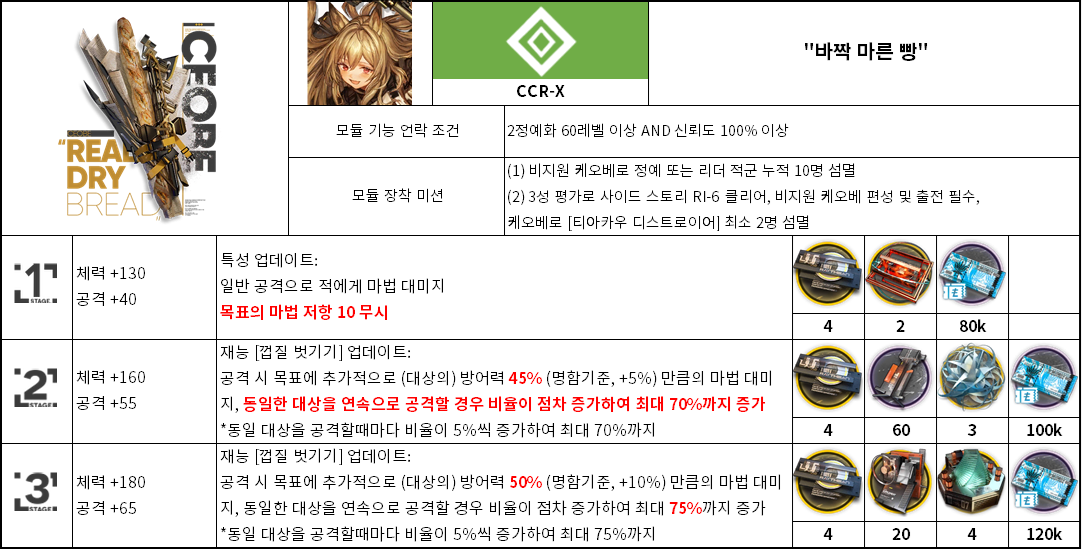 ICEORE
ICEORE
"REAL
DRY
BREAD"
CCR-X
"바짝 마른 빵"
모듈 기능 언락 조건
2정예화 60레벨 이상 AND 신뢰도 100% 이상
모듈 장착 미션
(1) 비지원 케오베로 정예 또는 리더 적군 누적 10명 섬멸
(2) 3성 평가로 사이드 스토리 RI-6 클리어, 비지원 케오베 편성 및 출전 필수,
케오베로 [티아카우 디스트로이어] 최소 2명 섬멸
1
STAGE.
체력 +130
공격 +40
특성 업데이트:
일반 공격으로 적에게 마법 대미지
목표의 마법 저항 10 무시
4
2
80k
2
STAGE.
체력 +160
공격 +55
재능 [껍질 벗기기] 업데이트:
공격 시 목표에 추가적으로 (대상의) 방어력 45% (명함기준, +5%) 만큼의 마법 대미
지, 동일한 대상을 연속으로 공격할 경우 비율이 점차 증가하여 최대 70%까지 증가
*동일 대상을 공격할때마다 비율이 5%씩 증가하여 최대 70%까지
4
60
3
100k
3
STAGE.
체력 +180
공격 +65
재능 [껍질 벗기기] 업데이트:
공격 시 목표에 추가적으로 (대상의) 방어력 50% (명함기준, +10%) 만큼의 마법 대미
지, 동일한 대상을 연속으로 공격할 경우 비율이 점차 증가하여 최대 75%까지 증가
*동일 대상을 공격할때마다 비율이 5%씩 증가하여 최대 75%까지
4
20
4
120k